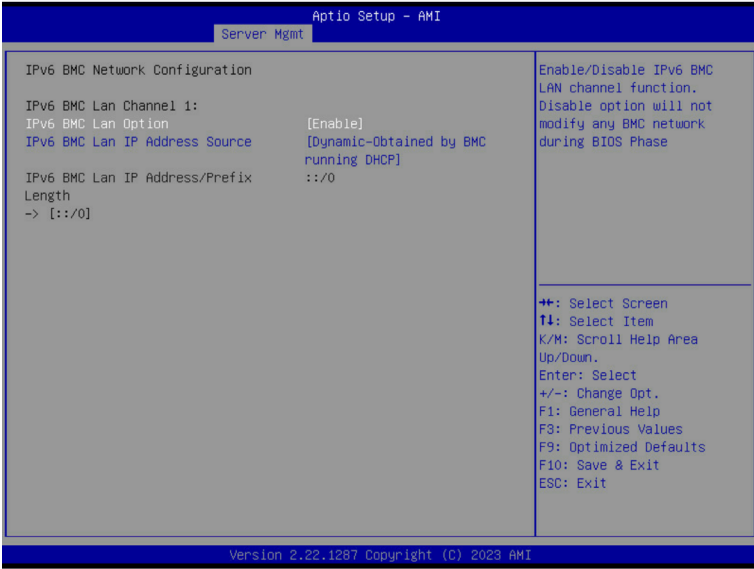 Aptio Setup – AMI
Server Mgmt
IPv6 BMC Network Configuration
IPv6 BMC Lan Channel 1:
IPv6 BMC Lan Option [Enable]
IPv6 BMC Lan IP Address Source [Dynamic-Obtained by BMC
running DHCP]
IPv6 BMC Lan IP Address/Prefix ::/0
Length
-> [::/0]
Enable/Disable IPv6 BMC
LAN channel function.
Disable option will not
modify any BMC network
during BIOS Phase
→←: Select Screen
↑↓: Select Item
K/M: Scroll Help Area
Up/Down.
Enter: Select
+/-: Change Opt.
F1: General Help
F3: Previous Values
F9: Optimized Defaults
F10: Save & Exit
ESC: Exit
Version 2.22.1287 Copyright (C) 2023 AMI